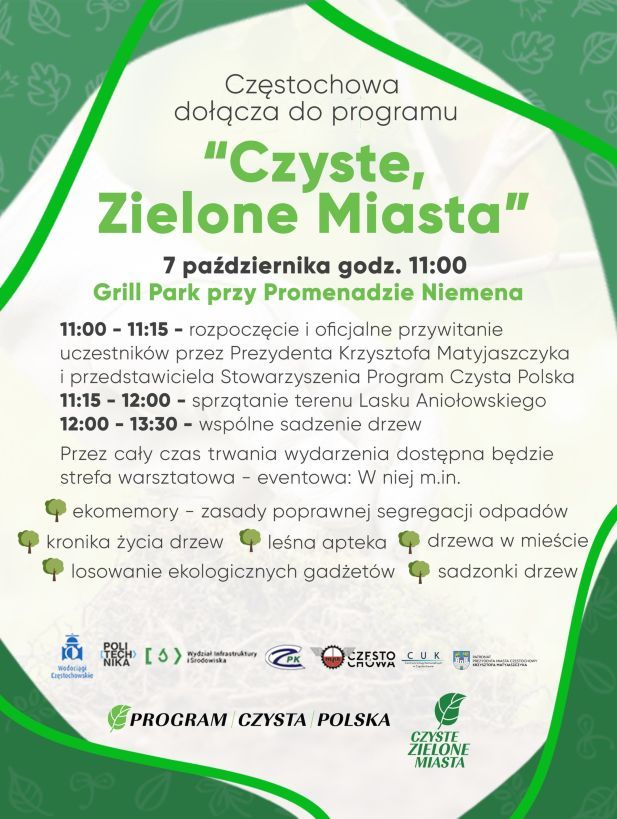 Częstochowa
dołącza do programu
“Czyste,
Zielone Miasta”
7 października godz. 11:00
Grill Park przy Promenadzie Niemena
11:00 - 11:15 - rozpoczęcie i oficjalne przywitanie
uczestników przez Prezydenta Krzysztofa Matyjaszczyka
i przedstawiciela Stowarzyszenia Program Czysta Polska
11:15 - 12:00 - sprzątanie terenu Lasku Aniołowskiego
12:00 - 13:30 - wspólne sadzenie drzew
Przez cały czas trwania wydarzenia dostępna będzie
strefa warsztatowa - eventowa: W niej m.in.
ekomemory - zasady poprawnej segregacji odpadów
kronika życia drzew leśna apteka drzewa w mieście
losowanie ekologicznych gadżetów sadzonki drzew
Wodociągi
Częstochowskie
POLI
TECH
NIKA
Wydział Infrastruktury
i Środowiska
PK
CZĘSTO
CHOWA
CUK
PATRONAT
PREZYDENTA MIASTA CZĘSTOCHOWY
KRZYSZTOFA MATYJASZCZYKA
PROGRAM CZYSTA POLSKA
CZYSTE
ZIELONE
MIASTA